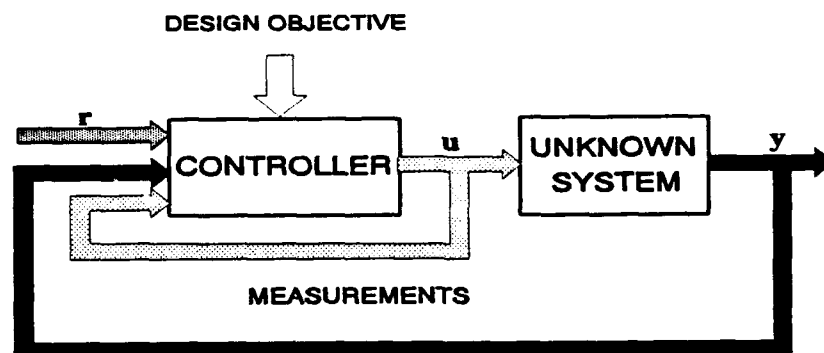 DESIGN OBJECTIVE
r
CONTROLLER
u
UNKNOWN
SYSTEM
y
MEASUREMENTS